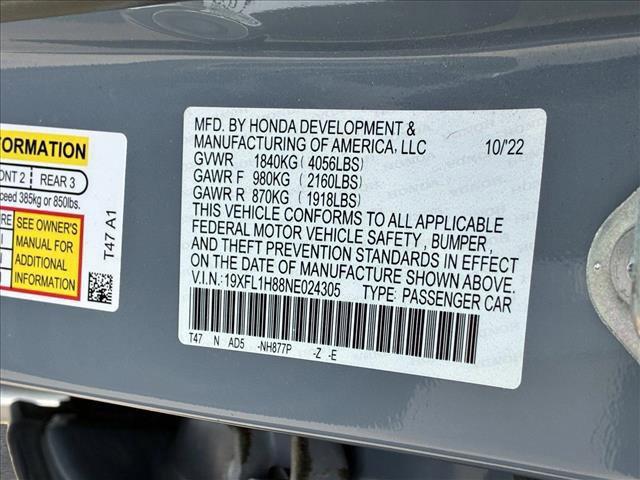 FORMATION
ONT 2 REAR 3
ceed 385kg or 850lbs.
RE
SEE OWNER'S
MANUAL FOR
ADDITIONAL
INFORMATION
T47 A1
MFD. BY HONDA DEVELOPMENT &
MANUFACTURING OF AMERICA, LLC 10/'22
GVWR 1840KG ( 4056LBS)
GAWR F 980KG ( 2160LBS)
GAWR R 870KG ( 1918LBS)
THIS VEHICLE CONFORMS TO ALL APPLICABLE
FEDERAL MOTOR VEHICLE SAFETY , BUMPER,
AND THEFT PREVENTION STANDARDS IN EFFECT
ON THE DATE OF MANUFACTURE SHOWN ABOVE.
V.I.N.: 19XFL1H88NE024305 TYPE: PASSENGER CAR
T47 N AD5 -NH877P -Z -E